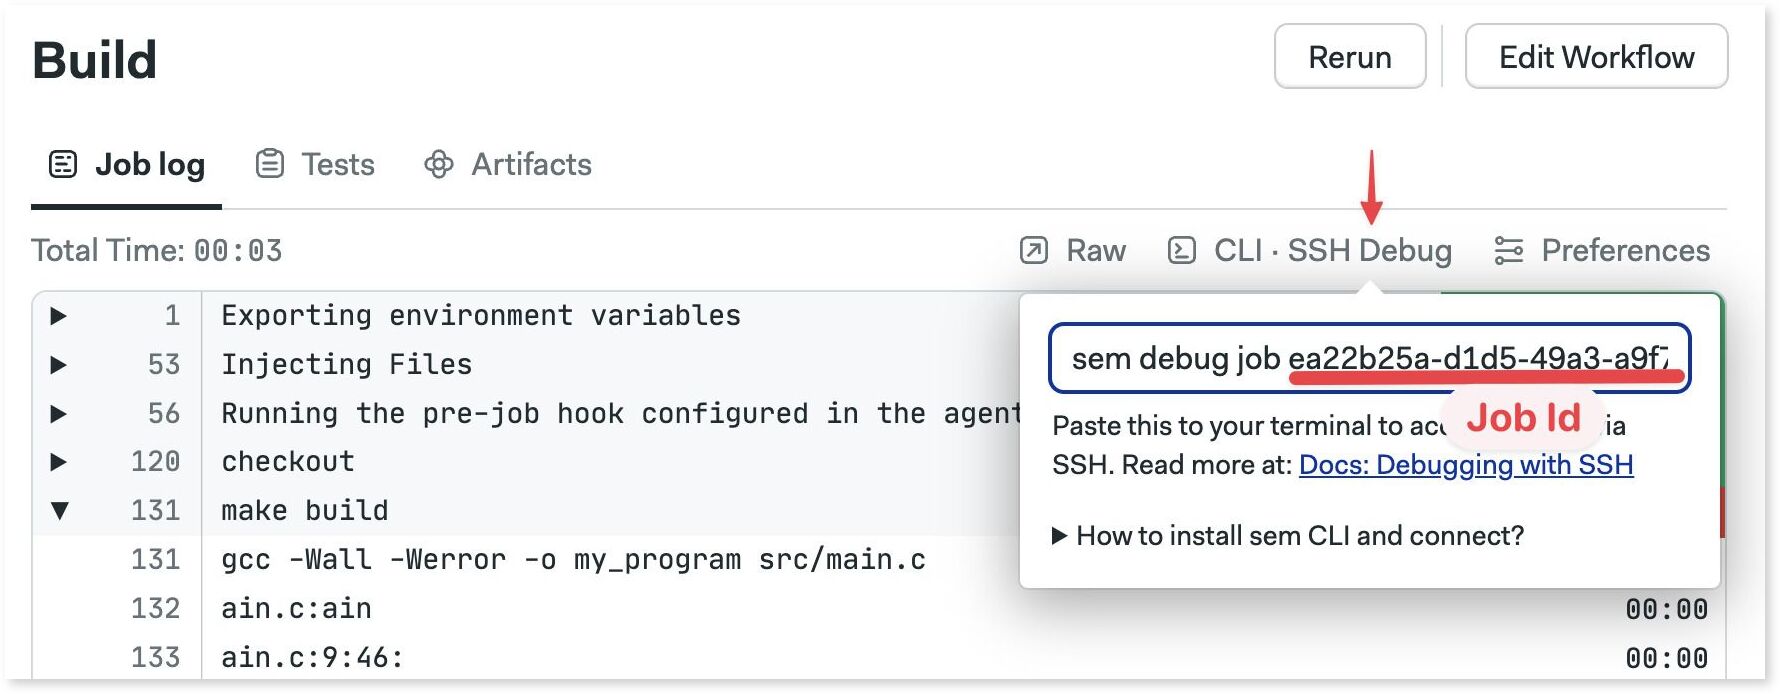 Build
Rerun
Edit Workflow
Job log
Tests
Artifacts
Total Time: 00:03
Raw
CLI · SSH Debug
Preferences
1 Exporting environment variables
53 Injecting Files
56 Running the pre-job hook configured in the agent
120 checkout
131 make build
131 gcc -Wall -Werror -o my_program src/main.c
132 ain.c:ain 00:00
133 ain.c:9:46: 00:00
sem debug job ea22b25a-d1d5-49a3-a9f7
Job Id
Paste this to your terminal to
SSH. Read more at: Docs: Debugging with SSH
How to install sem CLI and connect?